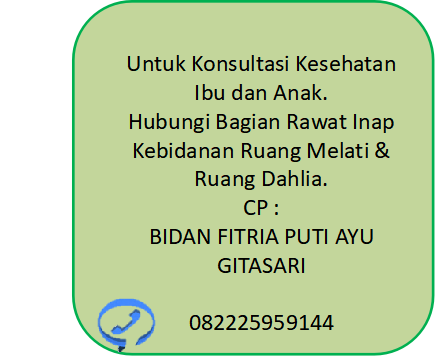 Untuk Konsultasi Kesehatan
Ibu dan Anak.
Hubungi Bagian Rawat Inap
Kebidanan Ruang Melati &
Ruang Dahlia.
CP :
BIDAN FITRIA PUTI AYU
GITASARI
082225959144